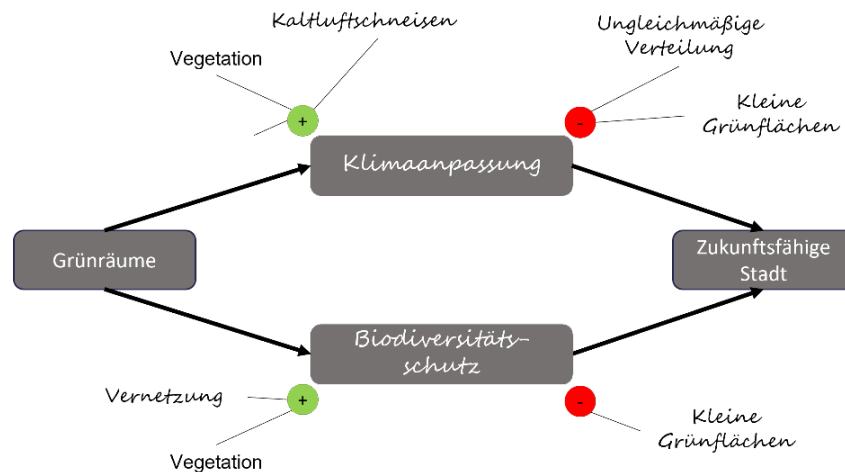 Kaltluftschneisen
Vegetation
Ungleichmäßige
Verteilung
Kleine
Grünflächen
+
-
Klimaanpassung
Grünräume
Zukunftsfähige
Stadt
Biodiversitäts-
schutz
Vernetzung
+
-
Vegetation
Kleine
Grünflächen